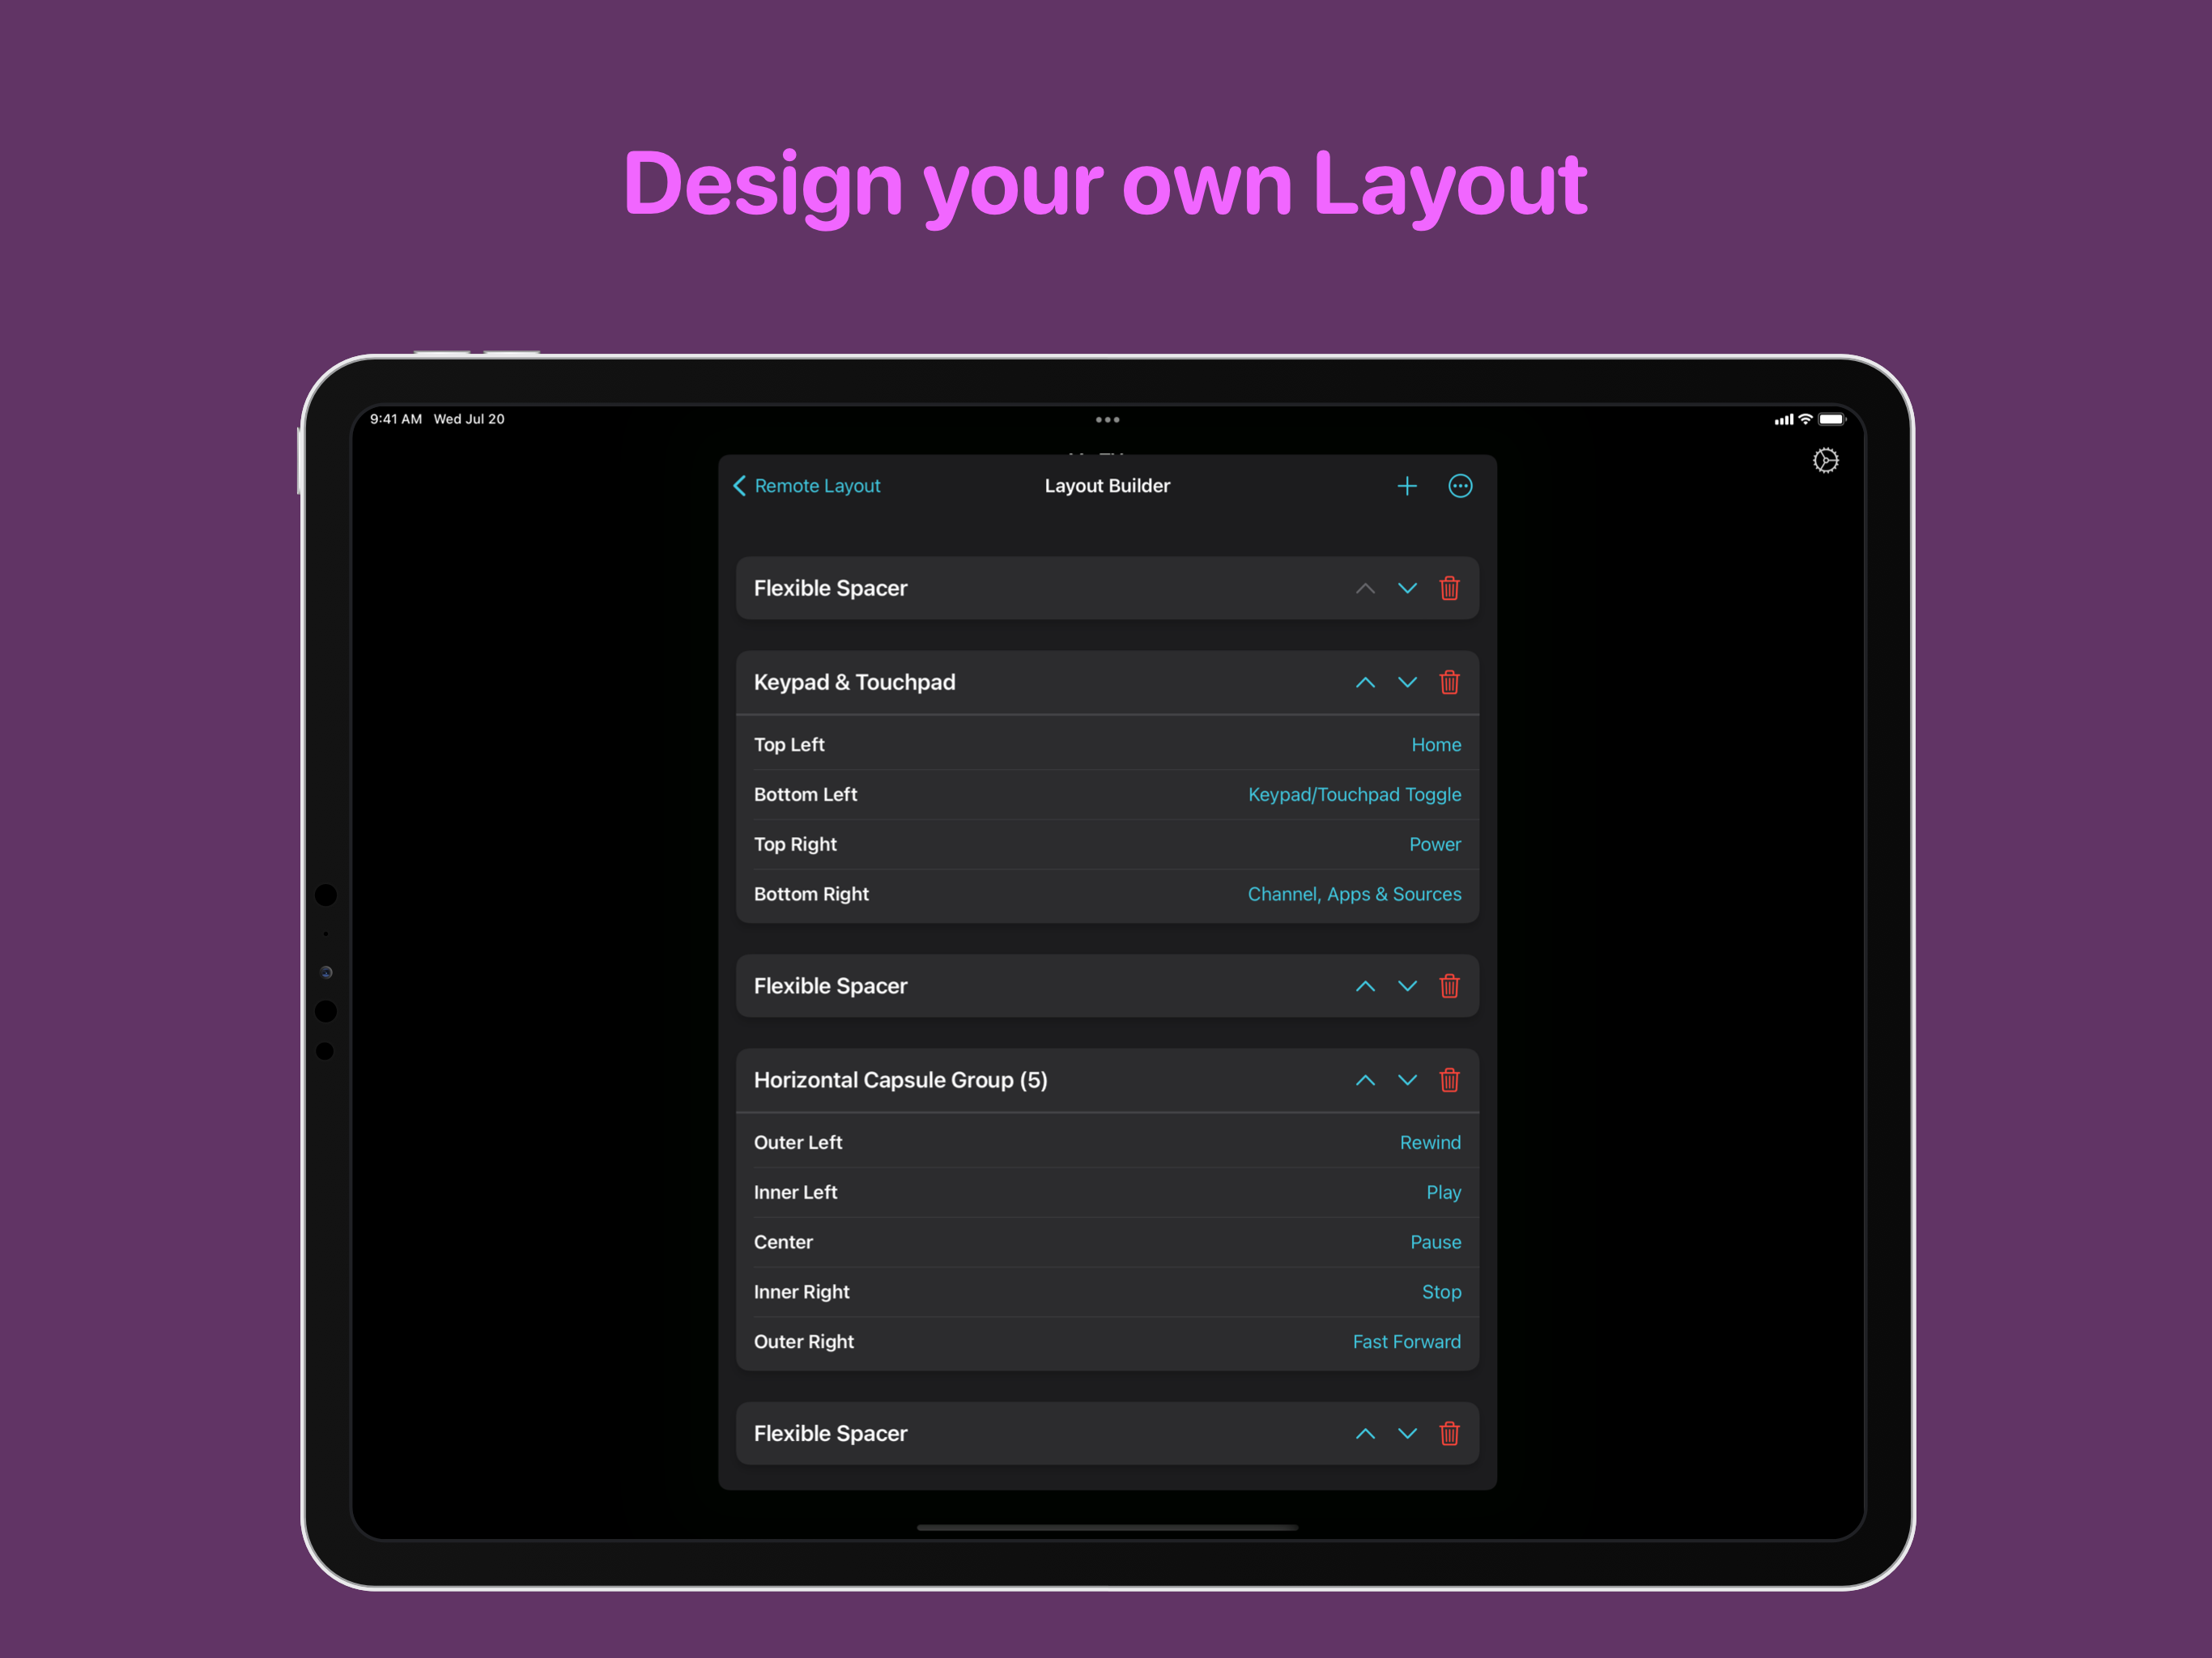 Design your own Layout
9:41 AM Wed Jul 20
Remote Layout
Layout Builder
Flexible Spacer
Keypad & Touchpad
Top Left
Home
Bottom Left
Keypad/Touchpad Toggle
Top Right
Power
Bottom Right
Channel, Apps & Sources
Flexible Spacer
Horizontal Capsule Group (5)
Outer Left
Rewind
Inner Left
Play
Center
Pause
Inner Right
Stop
Outer Right
Fast Forward
Flexible Spacer